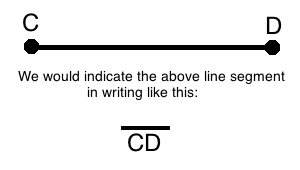 C D
We would indicate the above line segment
in writing like this:
CD